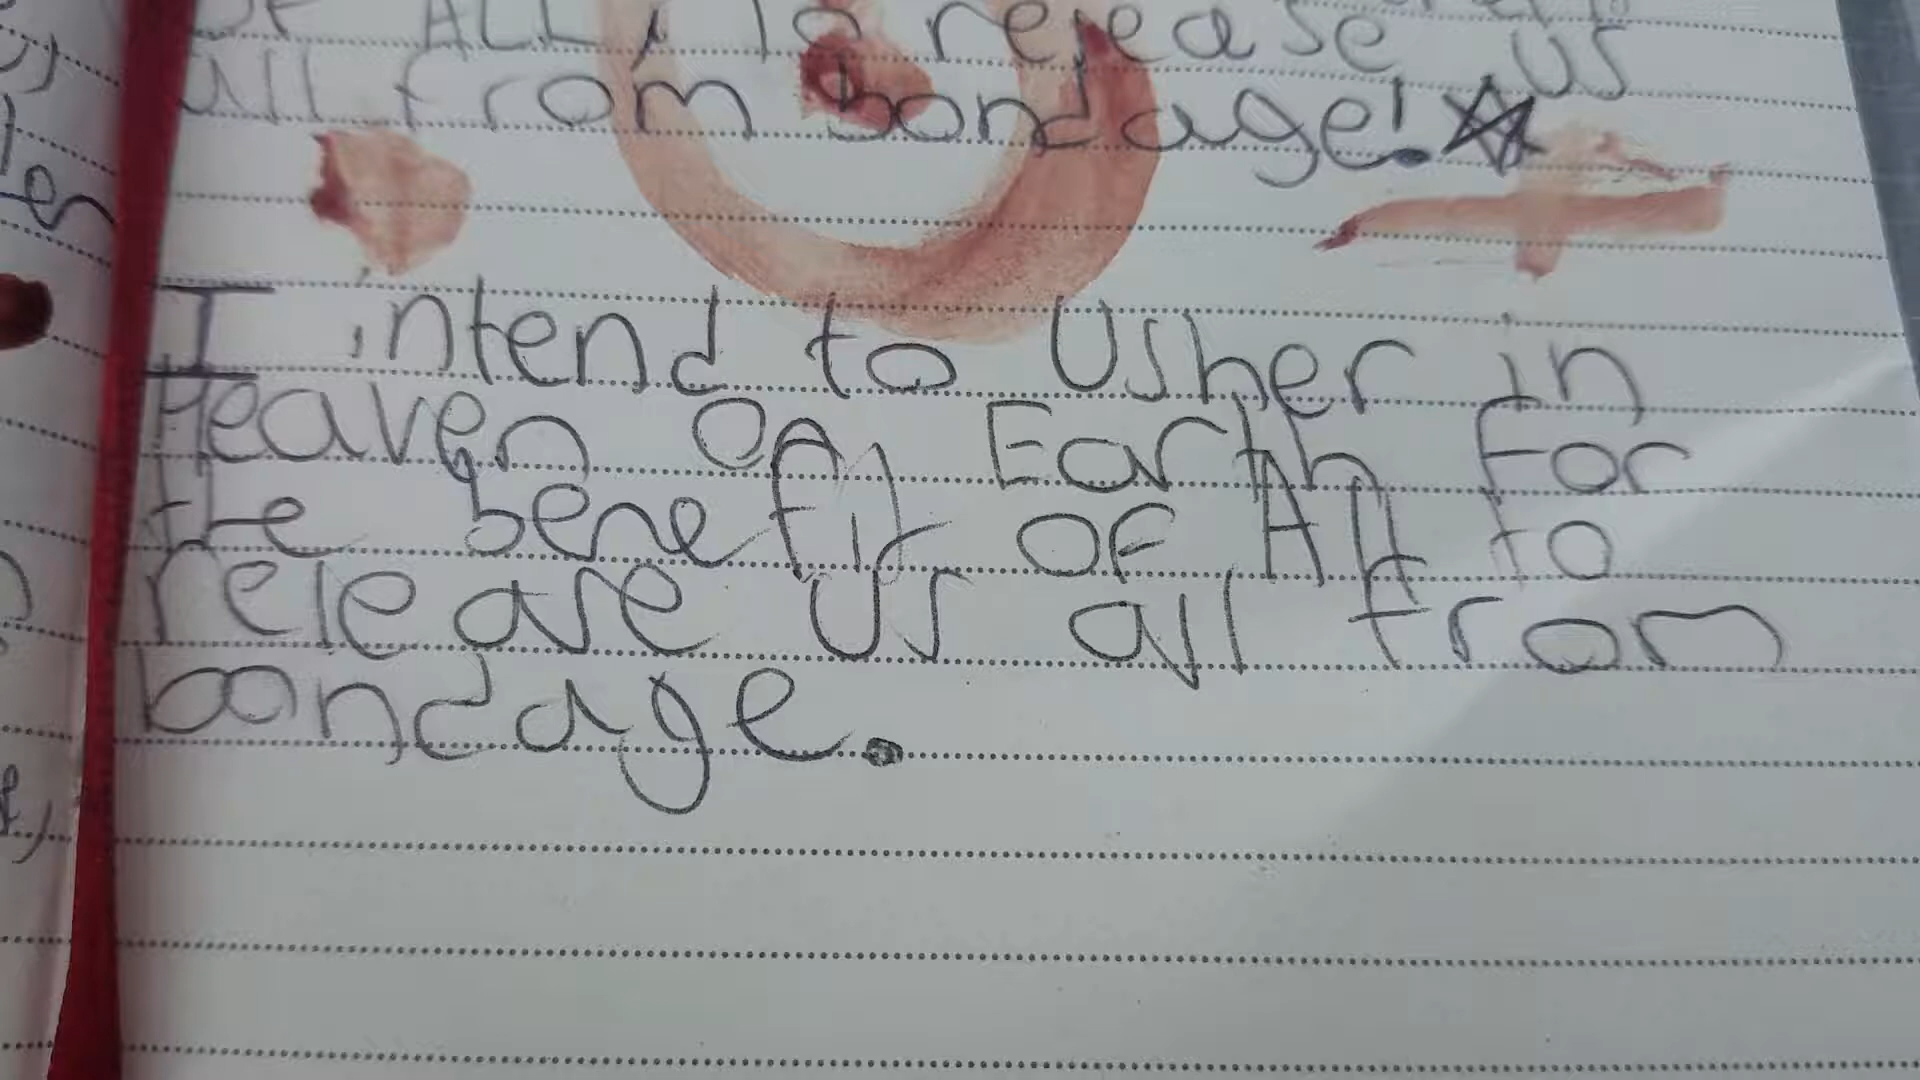 OF ALL, to release us
all from bondage!
I intend to Usher in
Heaven on Earth For
the benefit OF All to
release us all from
bondage.